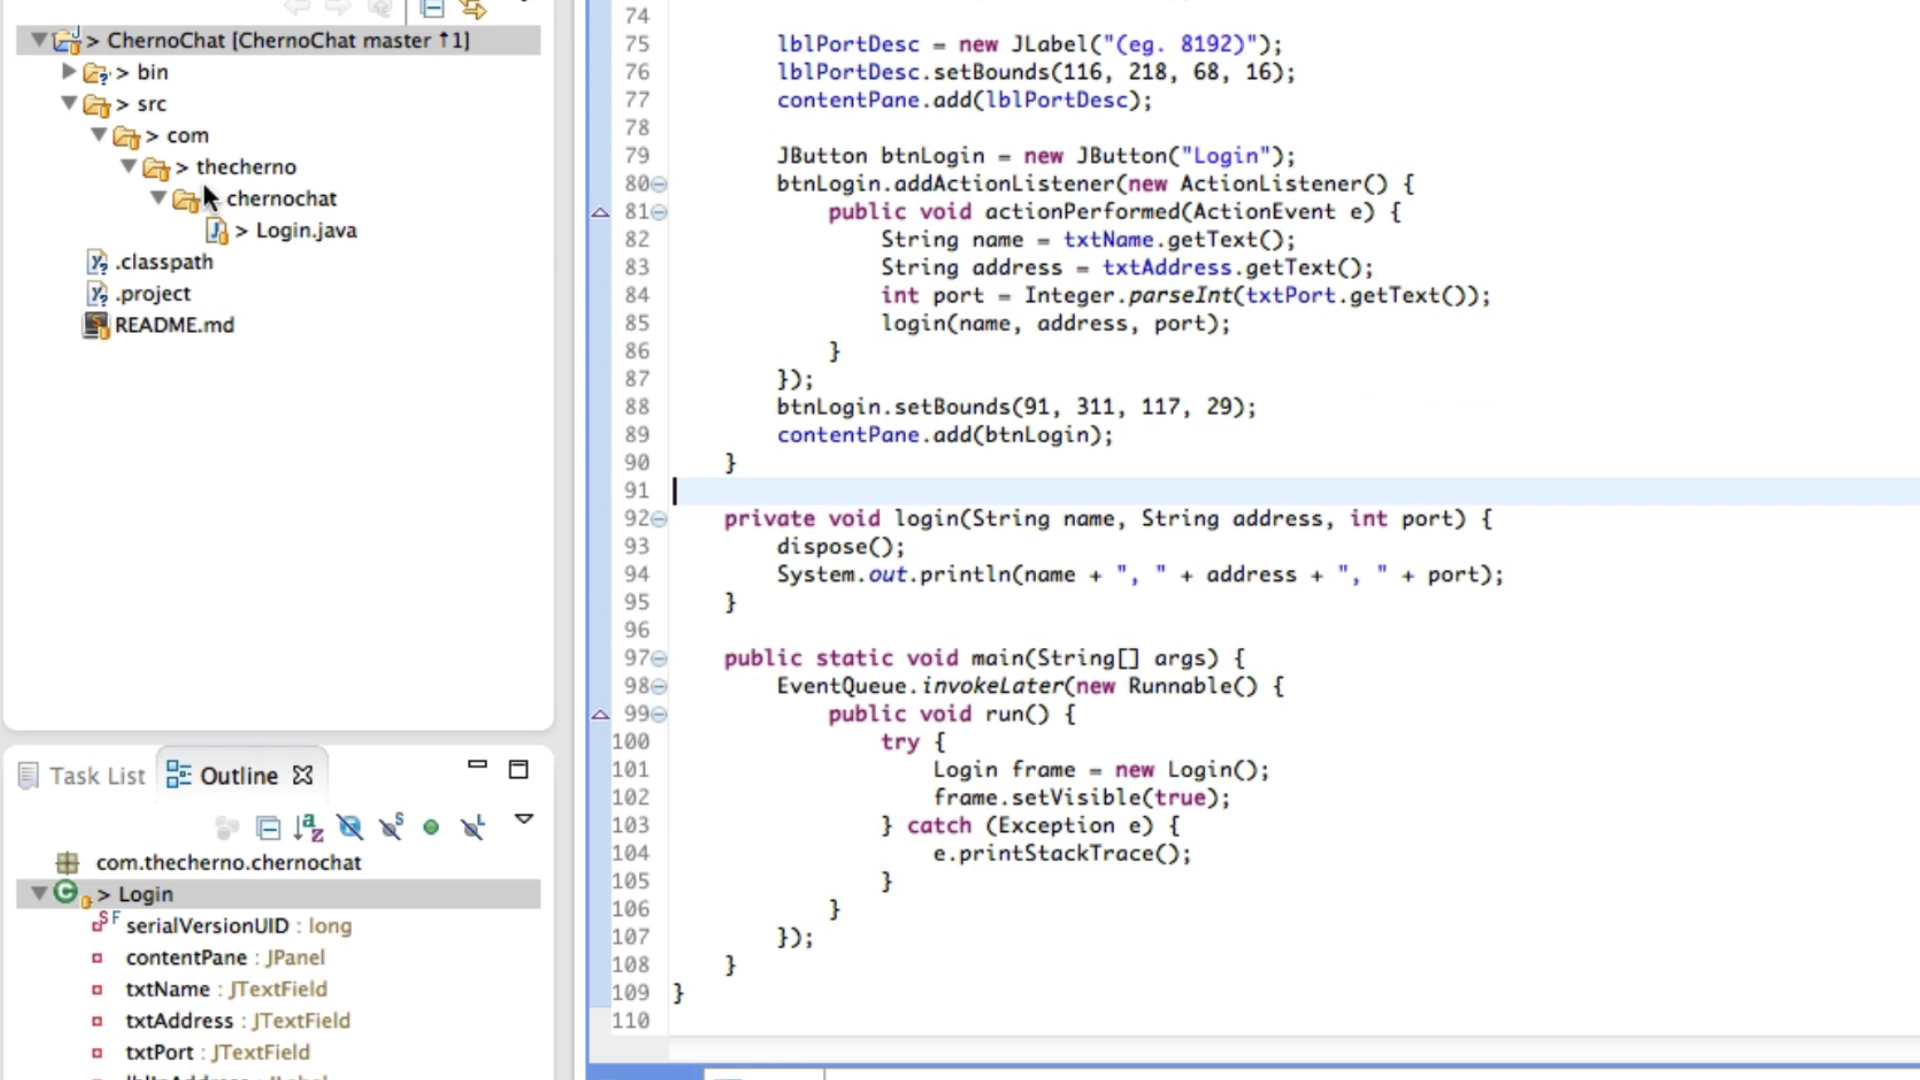 > ChernoChat [ChernoChat master ↑1]
> bin
> src
> com
> thecherno
chernochat
> Login.java
.classpath
.project
README.md
Task List
Outline
com.thecherno.chernochat
> Login
serialVersionUID : long
contentPane : JPanel
txtName : JTextField
txtAddress : JTextField
txtPort : JTextField
74
75 lblPortDesc = new JLabel("(eg. 8192)");
76 lblPortDesc.setBounds(116, 218, 68, 16);
77 contentPane.add(lblPortDesc);
78
79 JButton btnLogin = new JButton("Login");
80 btnLogin.addActionListener(new ActionListener() {
81 public void actionPerformed(ActionEvent e) {
82 String name = txtName.getText();
83 String address = txtAddress.getText();
84 int port = Integer.parseInt(txtPort.getText());
85 login(name, address, port);
86 }
87 });
88 btnLogin.setBounds(91, 311, 117, 29);
89 contentPane.add(btnLogin);
90 }
91
92 private void login(String name, String address, int port) {
93 dispose();
94 System.out.println(name + ", " + address + ", " + port);
95 }
96
97 public static void main(String[] args) {
98 EventQueue.invokeLater(new Runnable() {
99 public void run() {
100 try {
101 Login frame = new Login();
102 frame.setVisible(true);
103 } catch (Exception e) {
104 e.printStackTrace();
105 }
106 }
107 });
108 }
109 }
110